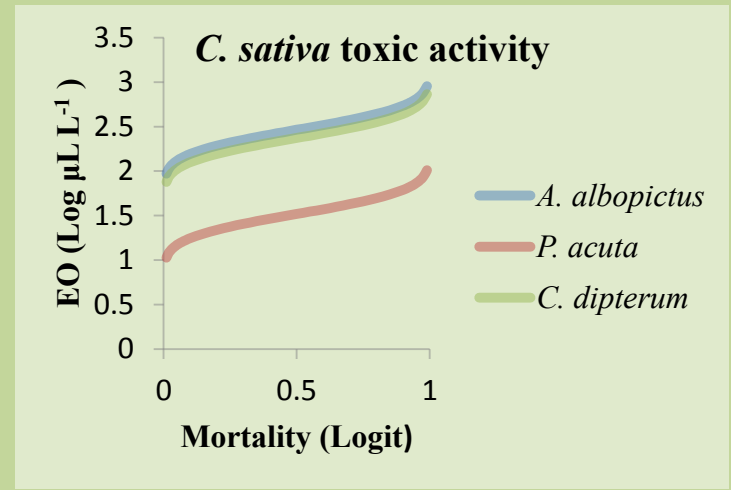 C. sativa toxic activity
EO (Log µL L-1 )
3.5
3
2.5
2
1.5
1
0.5
0
0
0.5
1
Mortality (Logit)
A. albopictus
P. acuta
C. dipterum